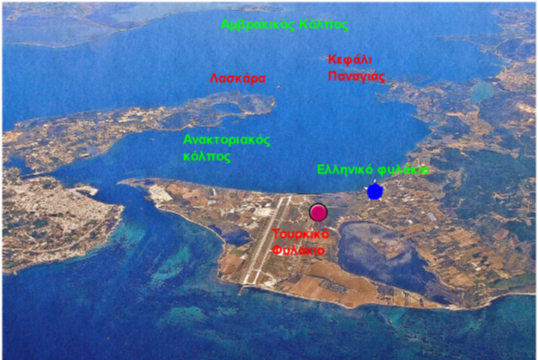 Αμβρακικός Κόλπος
Κεφάλι
Παναγιάς
Λασκάρα
Ανακτοριακός
κόλπος
Ελληνικό φυλάκιο
Τουρκικό
Φυλάκιο